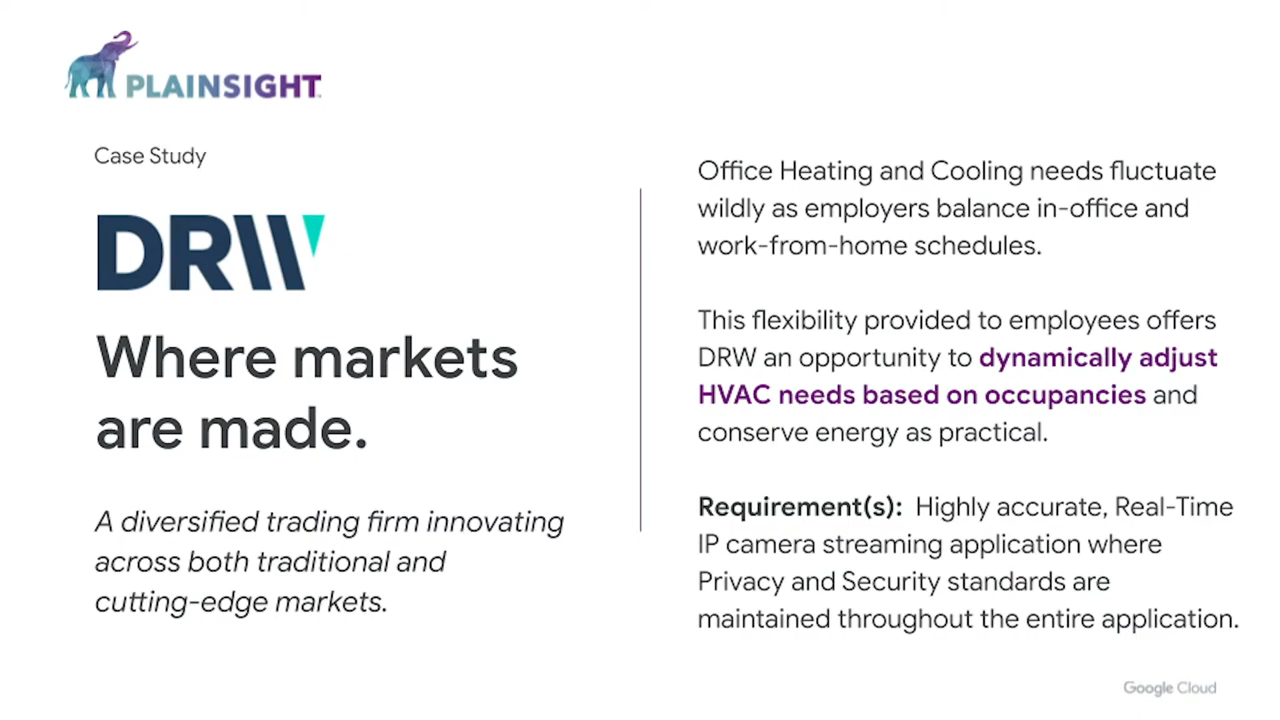 PLAINSIGHT
Case Study
DRW
Where markets
are made.
A diversified trading firm innovating
across both traditional and
cutting-edge markets.
Office Heating and Cooling needs fluctuate
wildly as employers balance in-office and
work-from-home schedules.
This flexibility provided to employees offers
DRW an opportunity to dynamically adjust
HVAC needs based on occupancies and
conserve energy as practical.
Requirement(s): Highly accurate, Real-Time
IP camera streaming application where
Privacy and Security standards are
maintained throughout the entire application.
Google Cloud